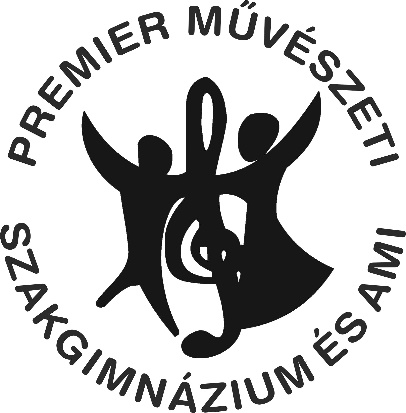 PREMIER MŰVÉSZETI
SZAKGIMNÁZIUM ÉS AMI